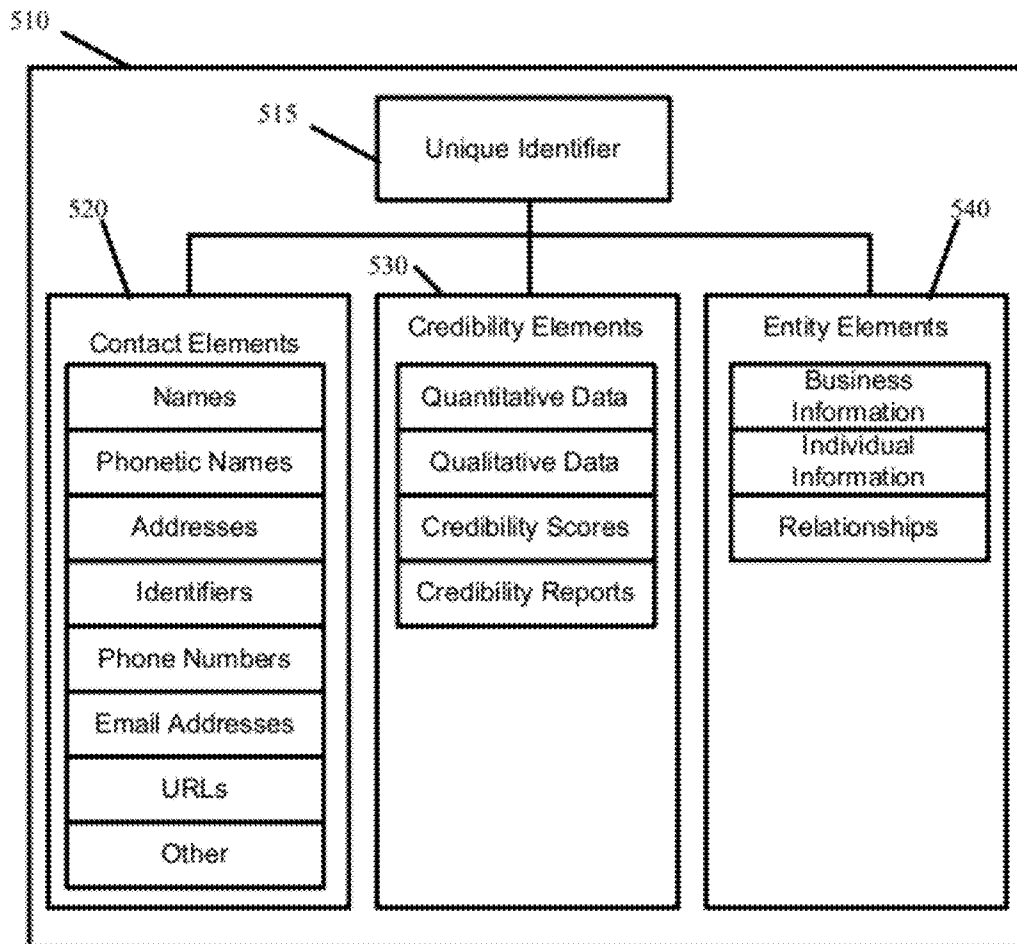 510
515
Unique Identifier
520
530
540
Contact Elements
Names
Phonetic Names
Addresses
Identifiers
Phone Numbers
Email Addresses
URLs
Other
Credibility Elements
Quantitative Data
Qualitative Data
Credibility Scores
Credibility Reports
Entity Elements
Business
Information
Individual
Information
Relationships